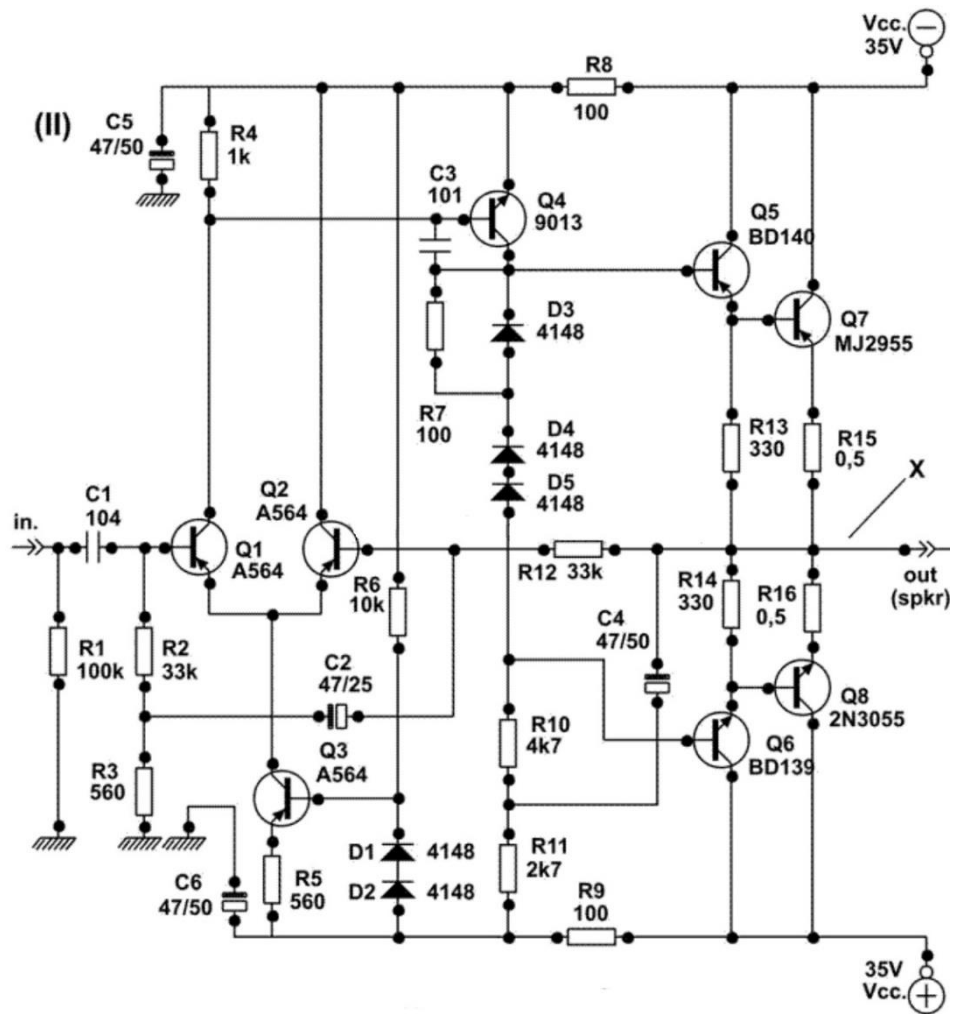 Vcc.
35V
−
(II)
C5
47/50
R4
1k
R8
100
C3
101
Q4
9013
Q5
BD140
D3
4148
Q7
MJ2955
R7
100
D4
4148
D5
4148
R13
330
R15
0,5
X
in.
C1
104
Q2
A564
Q1
A564
R12
33k
out
(spkr)
R6
10k
R14
330
R16
0,5
C4
47/50
R1
100k
R2
33k
C2
47/25
Q8
2N3055
R3
560
Q3
A564
R10
4k7
Q6
BD139
D1
4148
R11
2k7
C6
47/50
R5
560
D2
4148
R9
100
35V
Vcc.
+